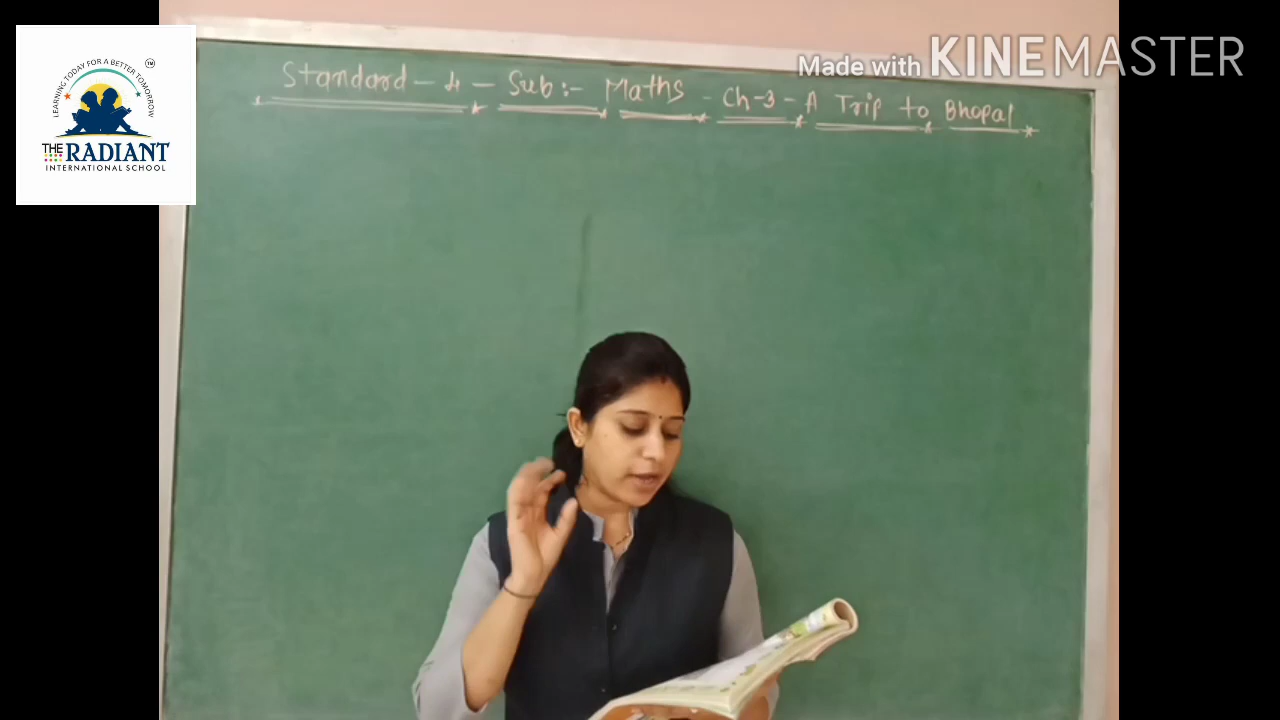 LEARNING TODAY FOR A BETTER TOMORROW
TM
THE RADIANT
INTERNATIONAL SCHOOL
Made with KINEMASTER
Standard - 4 - Sub:- Maths - Ch-3 - A Trip to Bhopal